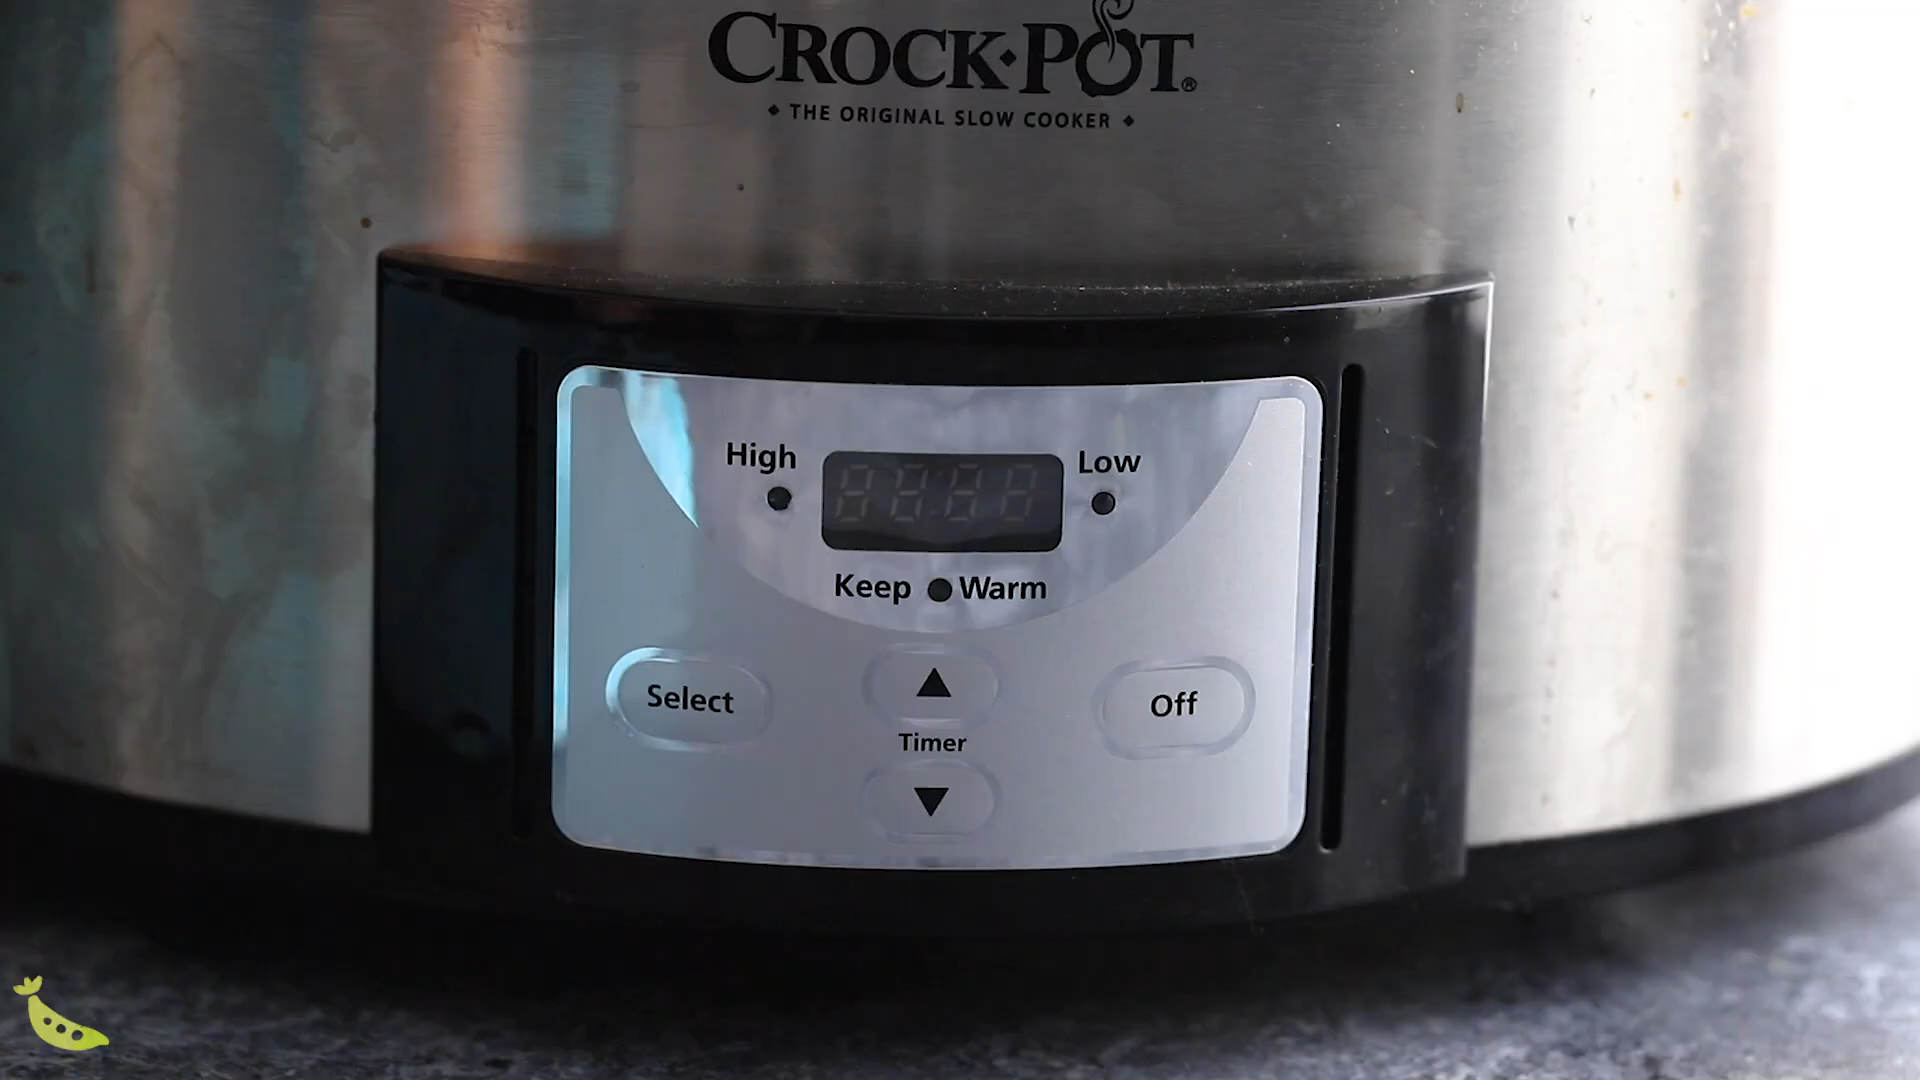 CROCK·POT®
◆ THE ORIGINAL SLOW COOKER ◆
High
Low
Keep ● Warm
Select
▲
Off
Timer
▼